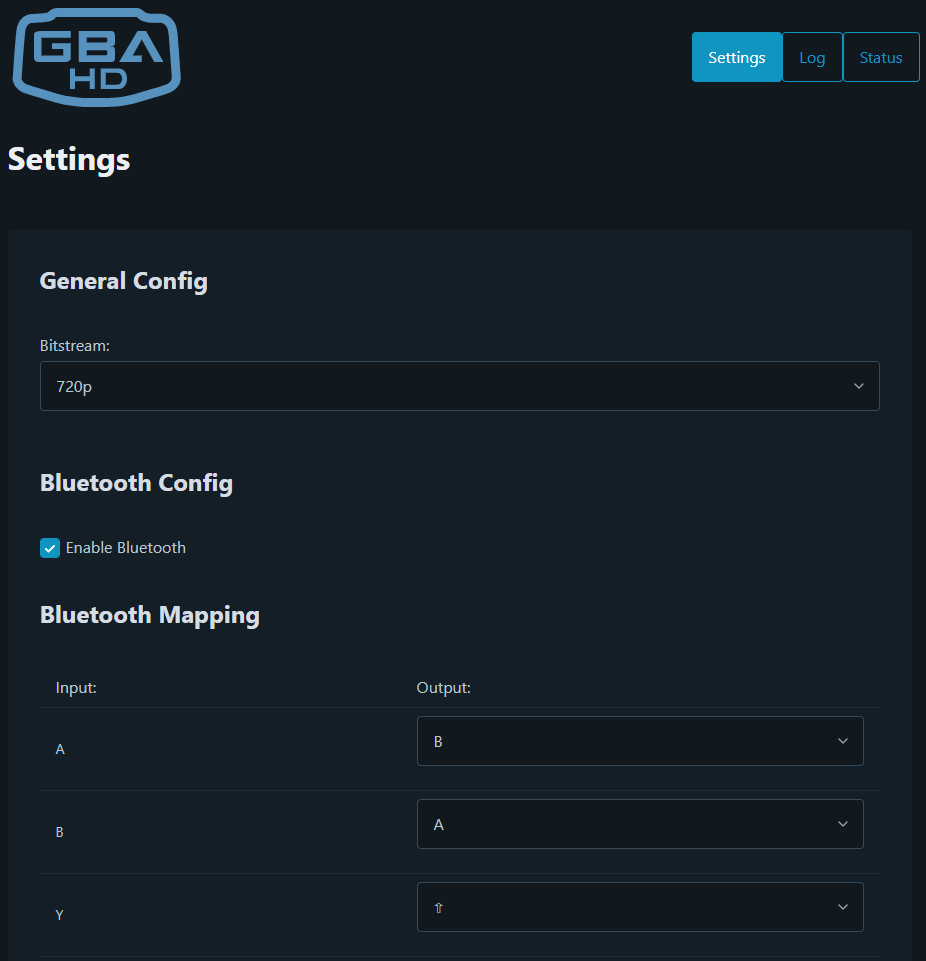 GBA
HD
Settings
Log
Status
Settings
General Config
Bitstream:
720p
Bluetooth Config
Enable Bluetooth
Bluetooth Mapping
Input:
Output:
A
B
B
A
Y
⇧